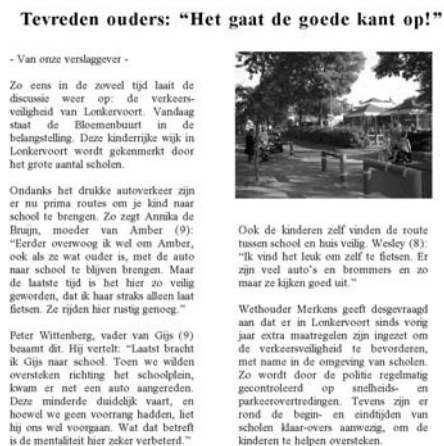 Tevreden ouders: “Het gaat de goede kant op!”
- Van onze verslaggever -
Zo eens in de zoveel tijd laait de
discussie weer op: de verkeers-
veiligheid van Lonkervoort. Vandaag
staat de Bloemenbuurt in de
belangstelling. Deze kinderrijke wijk in
Lonkervoort wordt gekenmerkt door
het grote aantal scholen.
Ondanks het drukke autoverkeer zijn
er nu prima routes om je kind naar
school te brengen. Zo zegt Annika de
Bruijn, moeder van Amber (9):
“Eerder overwoog ik wel om Amber,
ook als ze wat ouder is, met de auto
naar school te blijven brengen. Maar
de laatste tijd is het hier zo veilig
geworden, dat ik haar straks alleen laat
fietsen. Ze rijden hier rustig genoeg.”
Peter Wittenberg, vader van Gijs (9)
beaamt dit. Hij vertelt: “Laatst bracht
ik Gijs naar school. Toen we wilden
oversteken richting het schoolplein,
kwam er net een auto aangereden.
Deze minderde duidelijk vaart, en
hoewel we geen voorrang hadden, liet
hij ons wel voorgaan. Wat dat betreft
is de mentaliteit hier zeker verbeterd.”
Ook de kinderen zelf vinden de route
tussen school en huis veilig. Wesley (8):
“Ik vind het leuk om zelf te fietsen. Er
zijn veel auto’s en brommers en zo
maar ze kijken goed uit.”
Wethouder Merkens geeft desgevraagd
aan dat er in Lonkervoort sinds vorig
jaar extra maatregelen zijn ingezet om
de verkeersveiligheid te bevorderen,
met name in de omgeving van scholen.
Zo wordt door de politie regelmatig
gecontroleerd op snelheids- en
parkeerovertredingen. Tevens zijn er
rond de begin- en eindtijden van
scholen klaar-overs aanwezig, om de
kinderen te helpen oversteken.